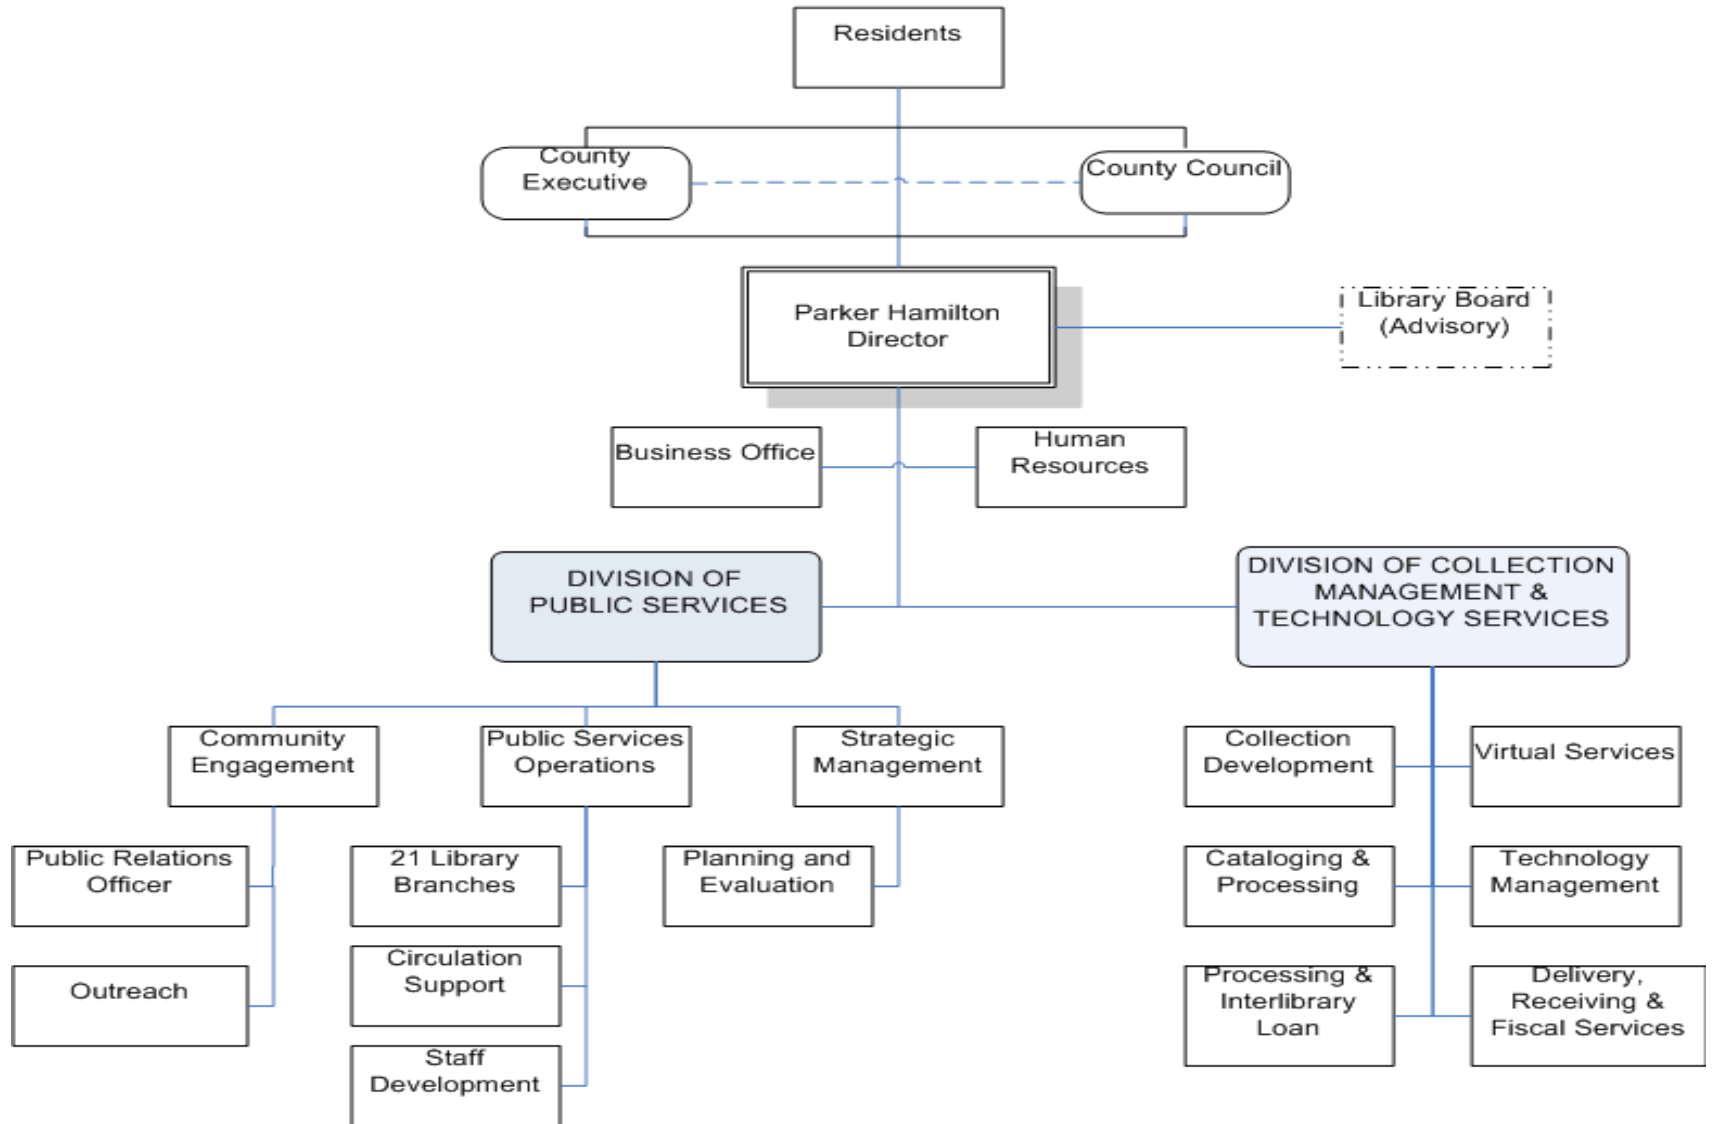 Residents
County
Executive
County Council
Parker Hamilton
Director
Library Board
(Advisory)
Business Office
Human
Resources
DIVISION OF
PUBLIC SERVICES
DIVISION OF COLLECTION
MANAGEMENT &
TECHNOLOGY SERVICES
Community
Engagement
Public Services
Operations
Strategic
Management
Collection
Development
Virtual Services
Public Relations
Officer
21 Library
Branches
Planning and
Evaluation
Cataloging &
Processing
Technology
Management
Outreach
Circulation
Support
Processing &
Interlibrary
Loan
Delivery,
Receiving &
Fiscal Services
Staff
Development